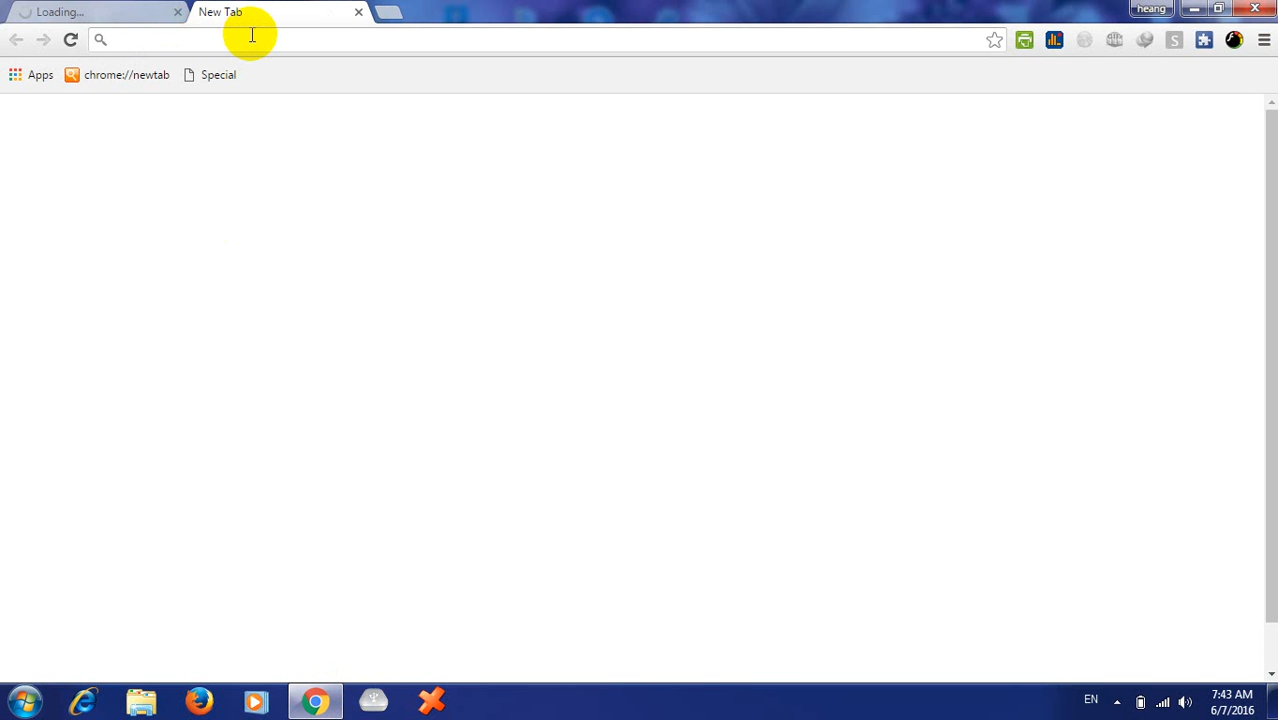 Loading...
New Tab
heang
Apps
chrome://newtab
Special
S
EN
7:43 AM
6/7/2016